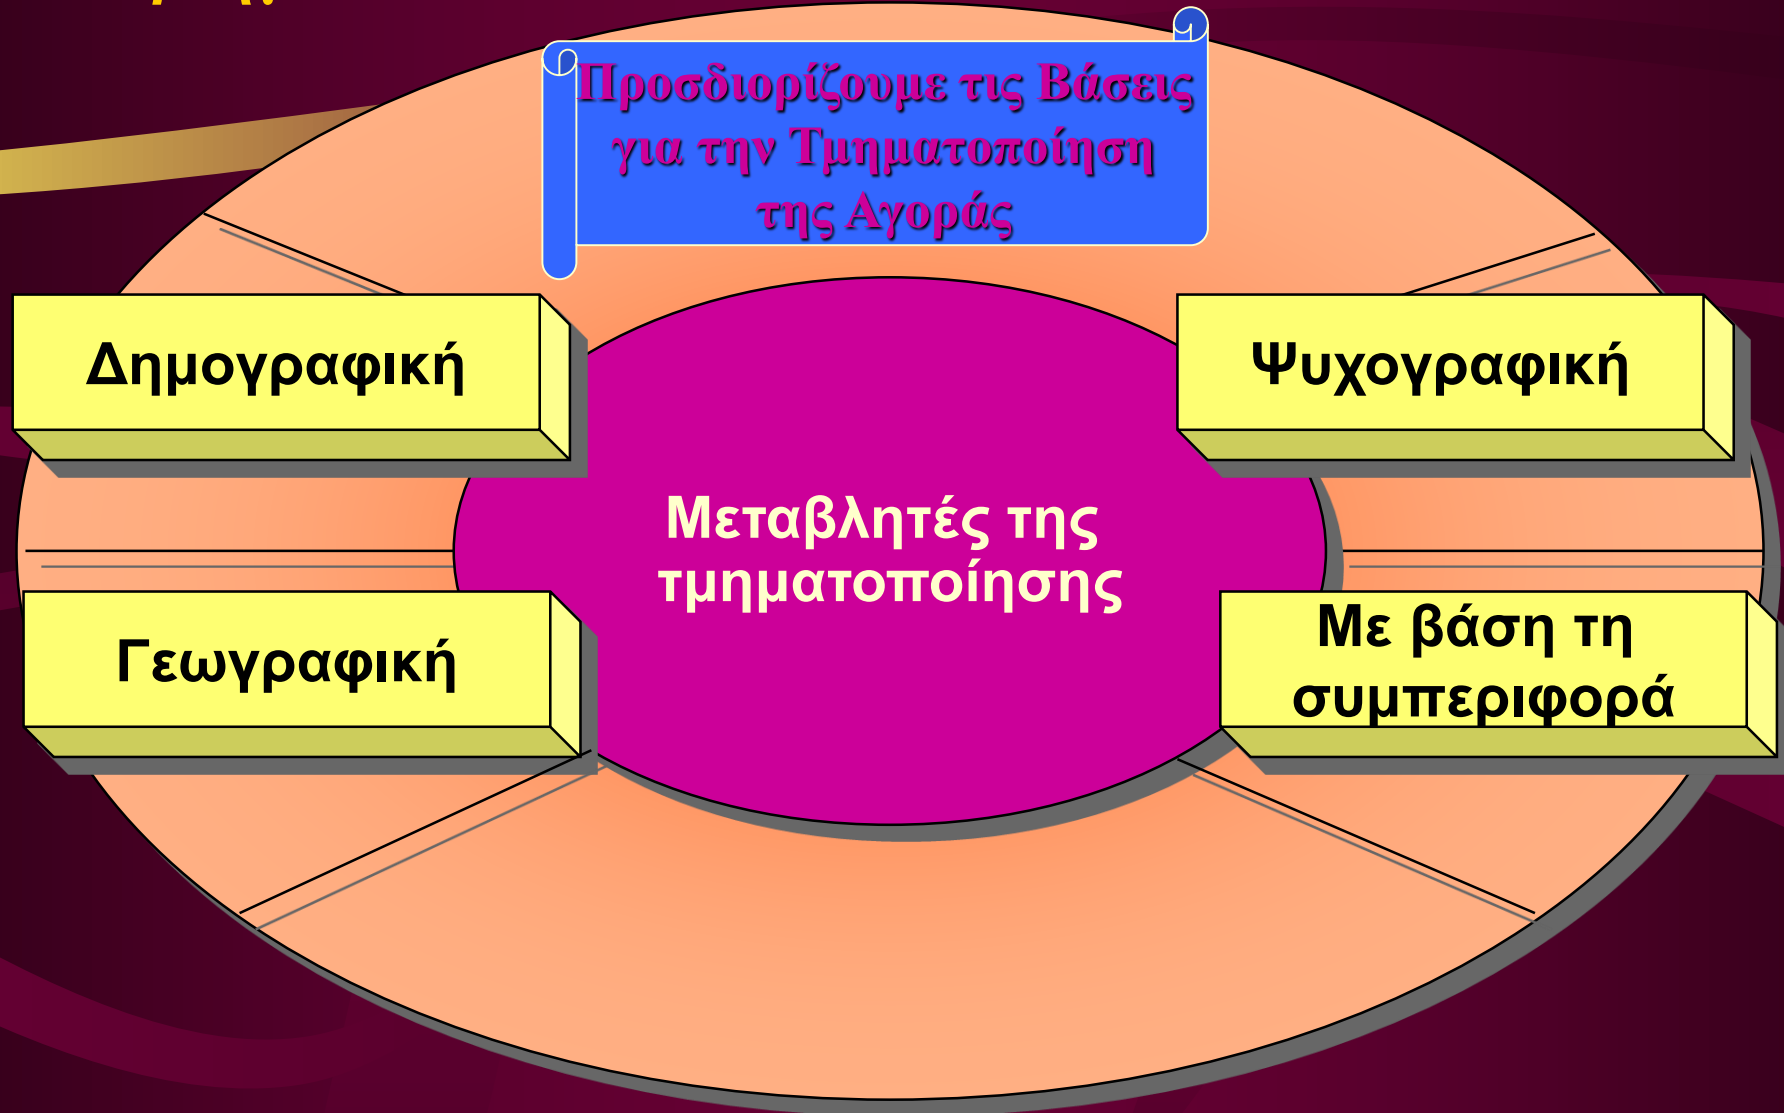 Προσδιορίζουμε τις Βάσεις
για την Τμηματοποίηση
της Αγοράς
Δημογραφική
Ψυχογραφική
Μεταβλητές της
τμηματοποίησης
Γεωγραφική
Με βάση τη
συμπεριφορά